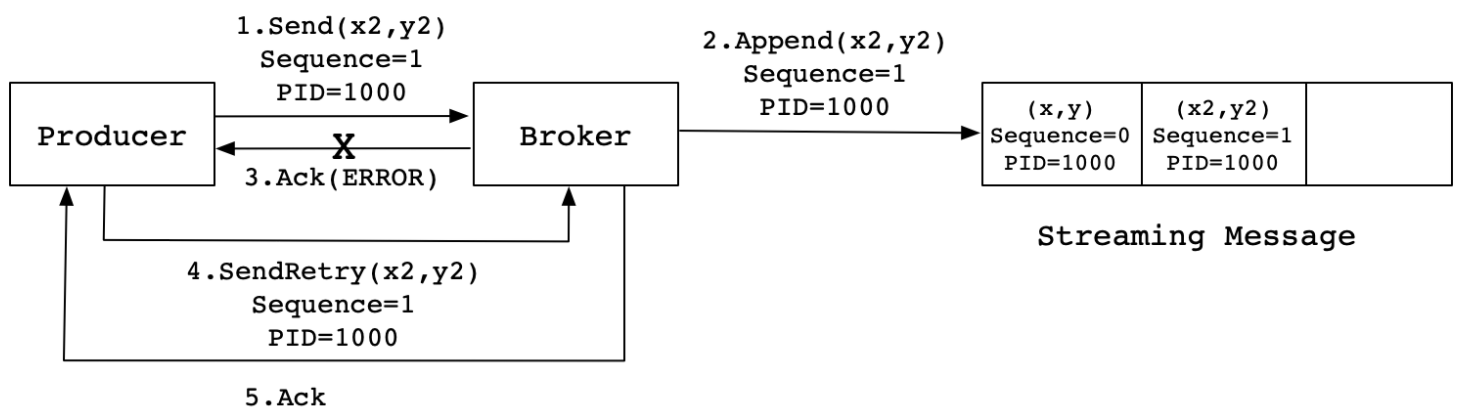 1.Send(x2,y2)
Sequence=1
PID=1000
2.Append(x2,y2)
Sequence=1
PID=1000
Producer
X
3.Ack(ERROR)
Broker
(x,y)
Sequence=0
PID=1000
(x2,y2)
Sequence=1
PID=1000
Streaming Message
4.SendRetry(x2,y2)
Sequence=1
PID=1000
5.Ack